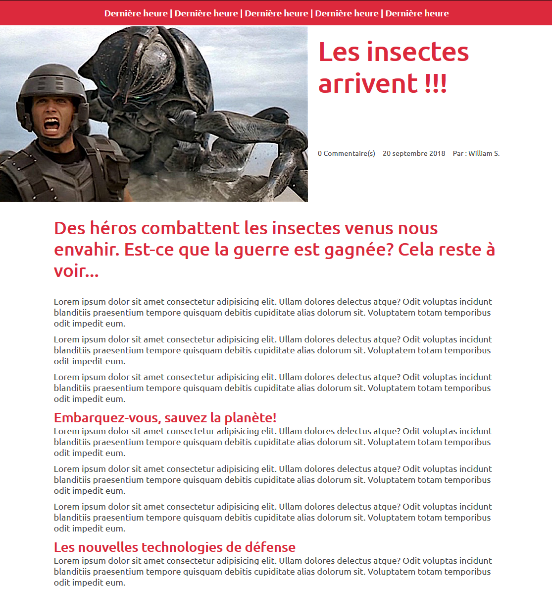 Dernière heure | Dernière heure | Dernière heure | Dernière heure | Dernière heure
Les insectes
arrivent !!!
0 Commentaire(s) 20 septembre 2018 Par : William S.
Des héros combattent les insectes venus nous
envahir. Est-ce que la guerre est gagnée? Cela reste à
voir...
Lorem ipsum dolor sit amet consectetur adipisicing elit. Ullam dolores delectus atque? Odit voluptas incidunt
blanditiis praesentium tempore quisquam debitis cupiditate alias dolorum sit. Voluptatem totam temporibus
odit impedit eum.
Lorem ipsum dolor sit amet consectetur adipisicing elit. Ullam dolores delectus atque? Odit voluptas incidunt
blanditiis praesentium tempore quisquam debitis cupiditate alias dolorum sit. Voluptatem totam temporibus
odit impedit eum.
Lorem ipsum dolor sit amet consectetur adipisicing elit. Ullam dolores delectus atque? Odit voluptas incidunt
blanditiis praesentium tempore quisquam debitis cupiditate alias dolorum sit. Voluptatem totam temporibus
odit impedit eum.
Embarquez-vous, sauvez la planète!
Lorem ipsum dolor sit amet consectetur adipisicing elit. Ullam dolores delectus atque? Odit voluptas incidunt
blanditiis praesentium tempore quisquam debitis cupiditate alias dolorum sit. Voluptatem totam temporibus
odit impedit eum.
Lorem ipsum dolor sit amet consectetur adipisicing elit. Ullam dolores delectus atque? Odit voluptas incidunt
blanditiis praesentium tempore quisquam debitis cupiditate alias dolorum sit. Voluptatem totam temporibus
odit impedit eum.
Lorem ipsum dolor sit amet consectetur adipisicing elit. Ullam dolores delectus atque? Odit voluptas incidunt
blanditiis praesentium tempore quisquam debitis cupiditate alias dolorum sit. Voluptatem totam temporibus
odit impedit eum.
Les nouvelles technologies de défense
Lorem ipsum dolor sit amet consectetur adipisicing elit. Ullam dolores delectus atque? Odit voluptas incidunt
blanditiis praesentium tempore quisquam debitis cupiditate alias dolorum sit. Voluptatem totam temporibus
odit impedit eum.